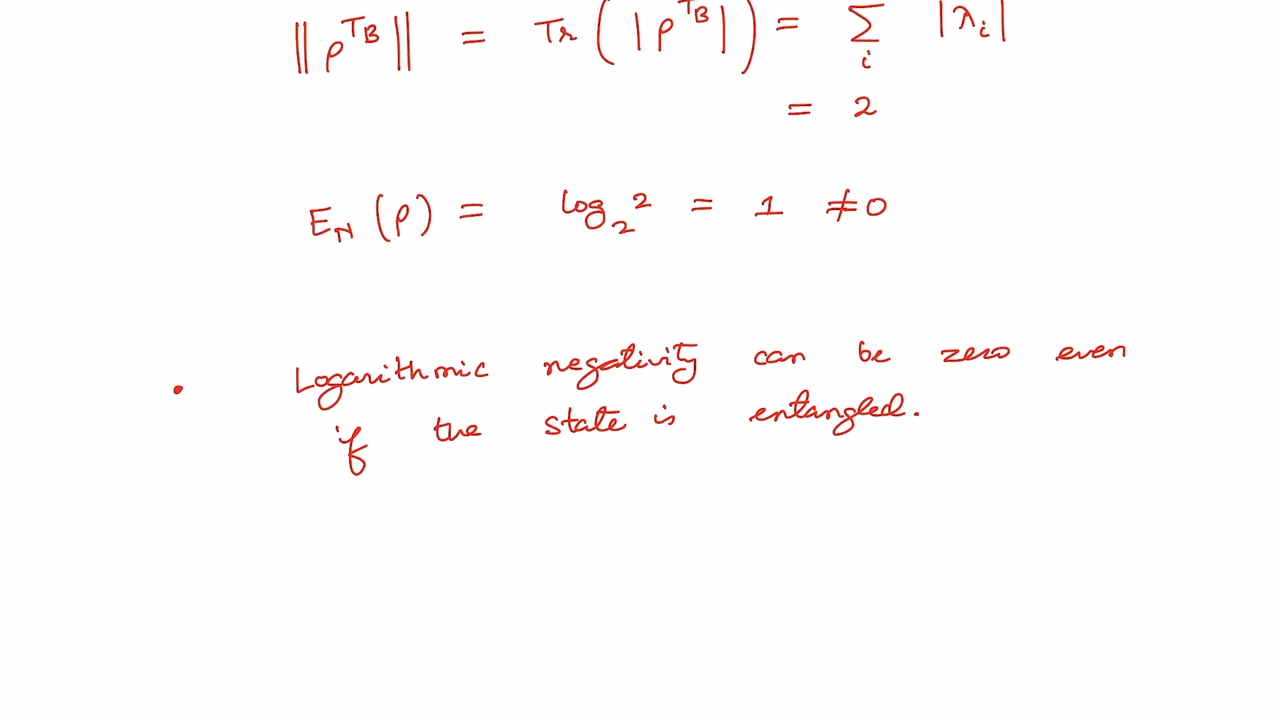 ‖ρ^{T_B}‖ = Tr(|ρ^{T_B}|) = Σ_i |λ_i|
= 2
E_N(ρ) = log_2 2 = 1 ≠0
• Logarithmic negativity can be zero even
if the state is entangled.